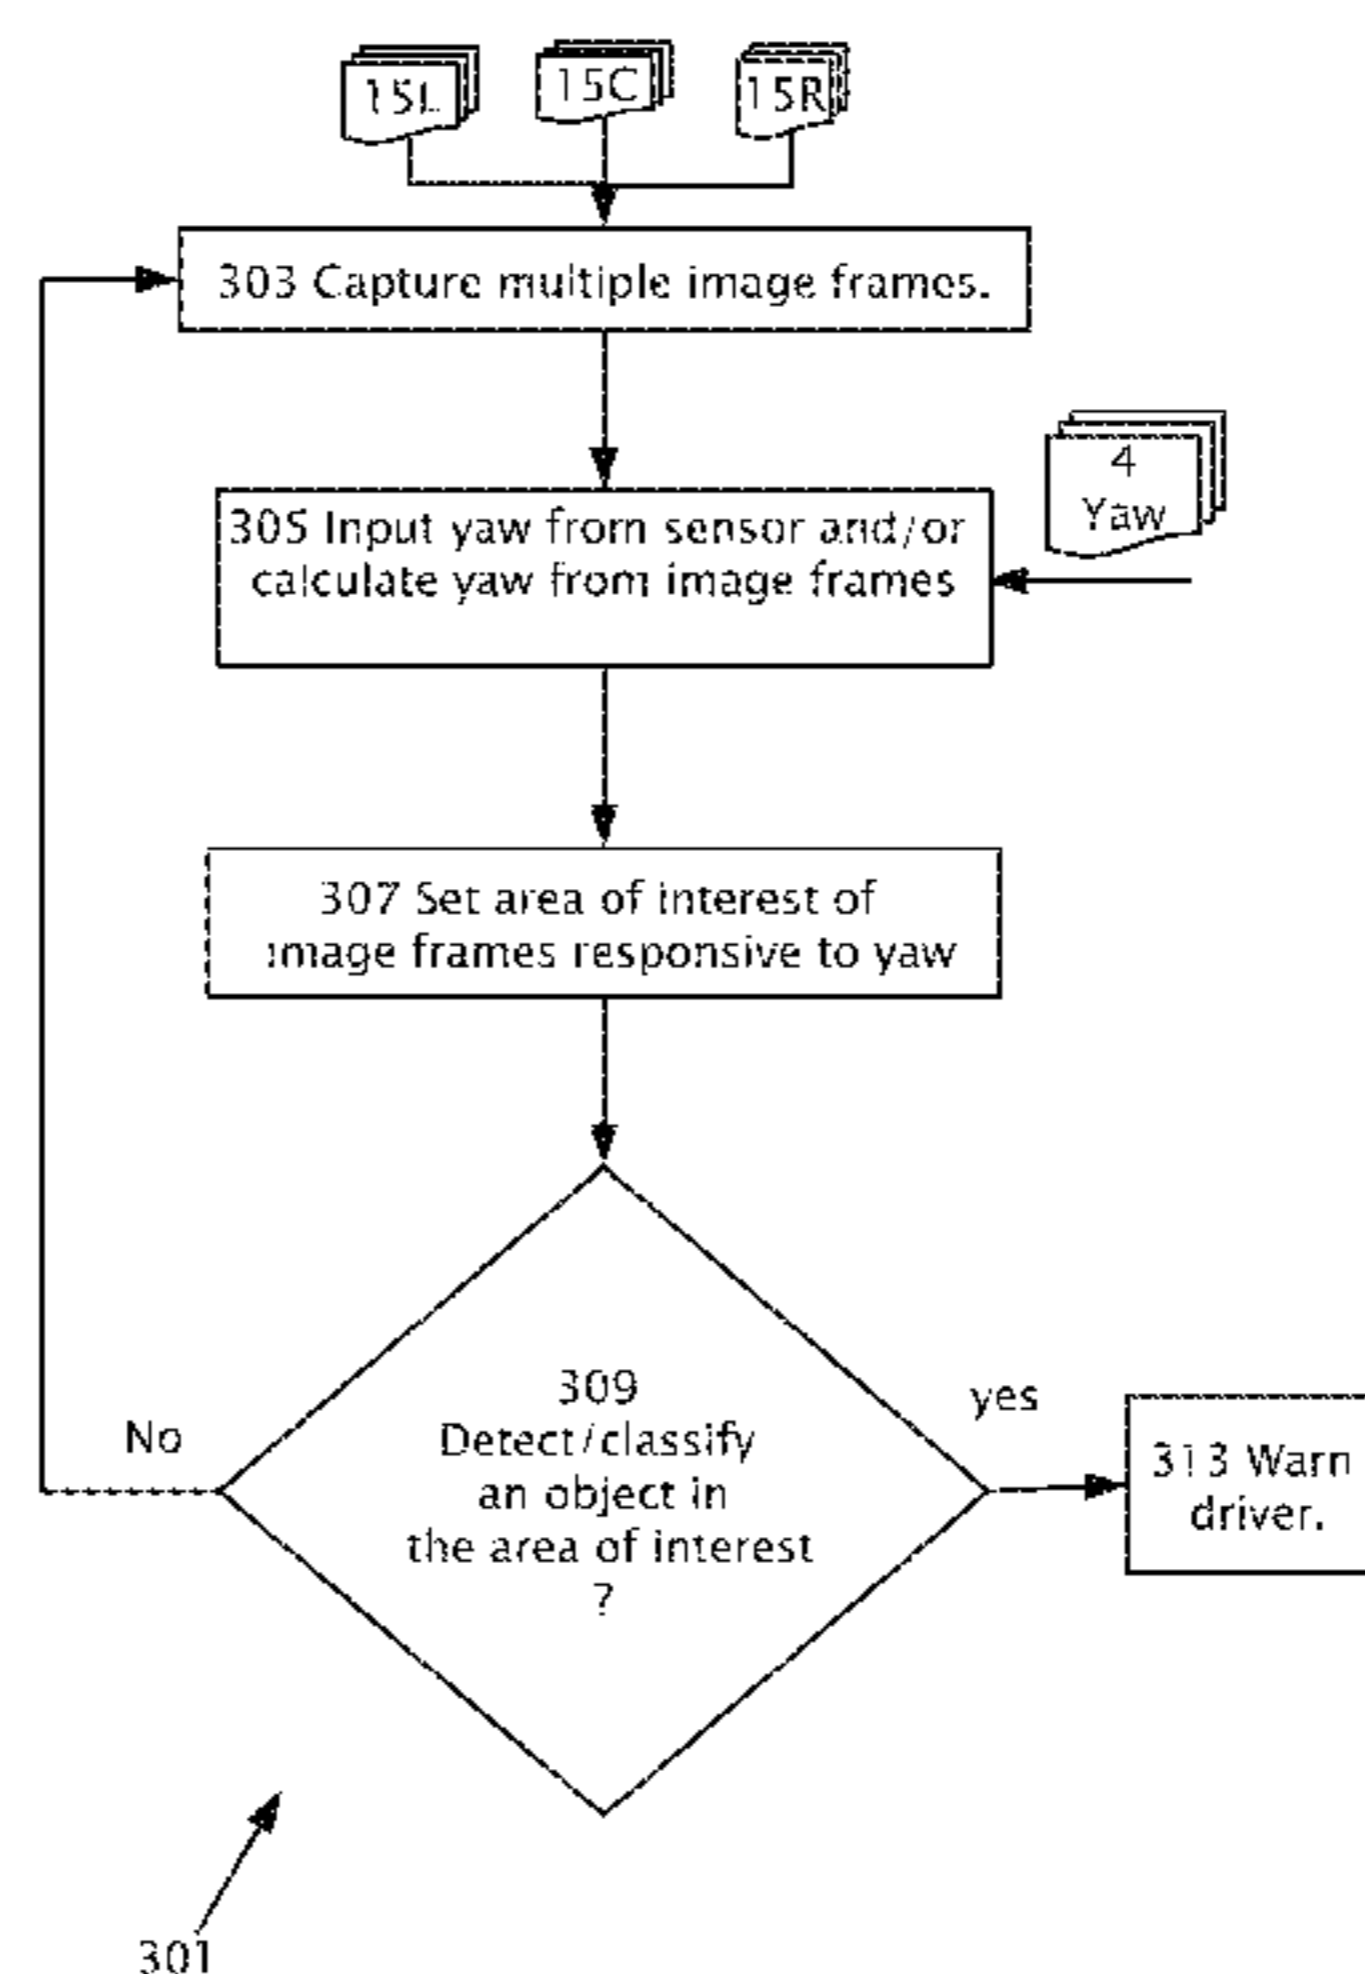 15L 15C 15R
303 Capture multiple image frames.
4
Yaw
305 Input yaw from sensor and/or
calculate yaw from image frames
307 Set area of interest of
image frames responsive to yaw
309
Detect/classify
an object in
the area of interest
?
No
yes
313 Warn
driver.
301